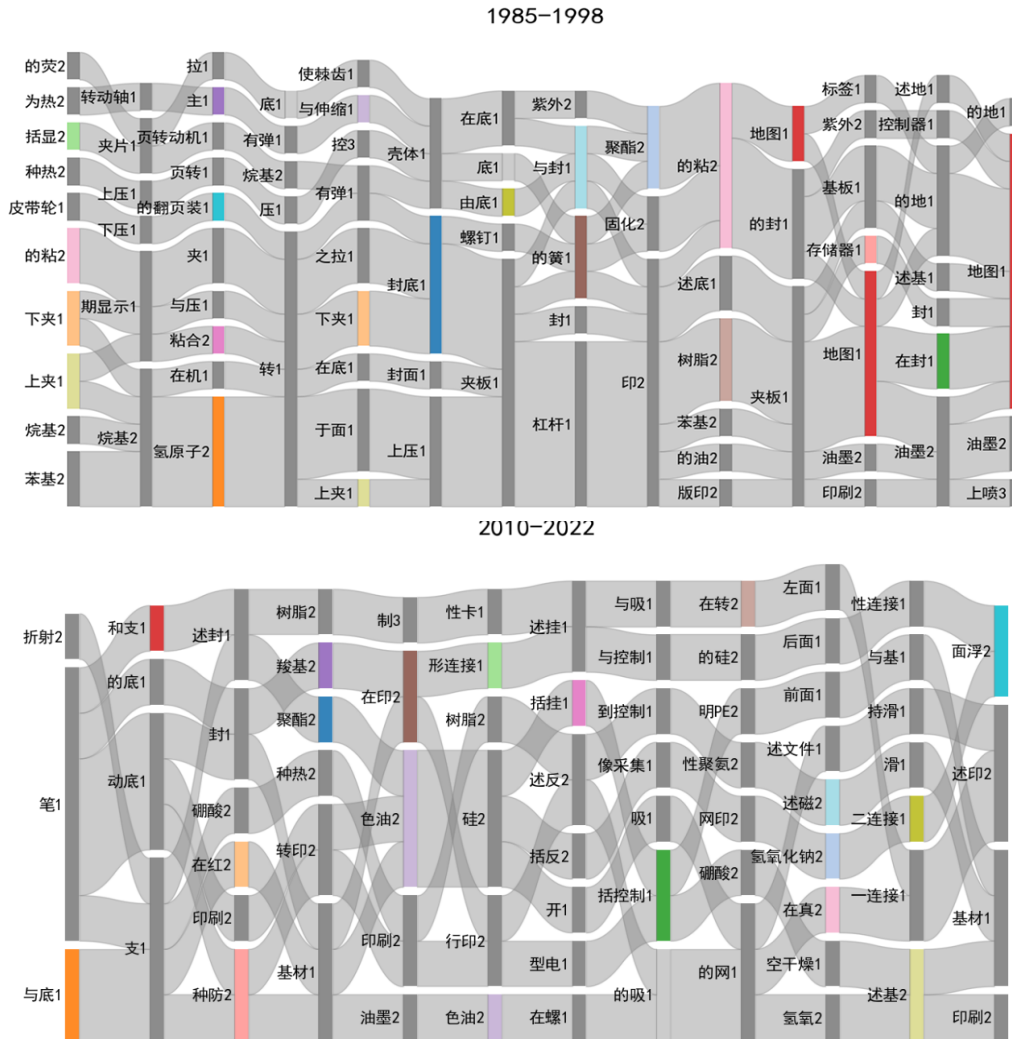 1985-1998
的荧2
为热2
括显2
种热2
皮带轮1
的粘2
下夹1
上夹1
烷基2
苯基2
转动轴1
夹片1
上压1
下压1
期显示1
烷基2
拉1
主1
页转动机1
页转1
的翻页装1
夹1
与压1
粘合2
在机1
氢原子2
底1
有弹1
烷基2
压1
转1
使棘齿1
与伸缩1
控3
有弹1
之拉1
下夹1
在底1
于面1
上夹1
壳体1
封底1
封面1
上压1
在底1
底1
由底1
螺钉1
夹板1
紫外2
与封1
的簧1
封1
杠杆1
聚酯2
固化2
印2
的粘2
述底1
树脂2
苯基2
的油2
版印2
地图1
的封1
夹板1
标签1
紫外2
基板1
存储器1
地图1
油墨2
印刷2
述地1
控制器1
的地1
述基1
封1
在封1
油墨2
的地1
地图1
油墨2
上喷3
2010-2022
折射2
笔1
与底1
和支1
的底1
动底1
支1
述封1
封1
硼酸2
在红2
印刷2
种防2
树脂2
羧基2
聚酯2
种热2
转印2
基材1
制3
在印2
色油2
印刷2
油墨2
性卡1
形连接1
树脂2
硅2
行印2
色油2
述挂1
括挂1
述反2
括反2
开1
型电1
在螺1
与吸1
与控制1
到控制1
像采集1
吸1
括控制1
的吸1
在转2
的硅2
明PE2
性聚氨2
网印2
硼酸2
的网1
左面1
后面1
前面1
述文件1
述磁2
氢氧化钠2
在真2
空干燥1
氢氧2
性连接1
与基1
持滑1
滑1
二连接1
一连接1
述基2
面浮2
述印2
基材1
印刷2